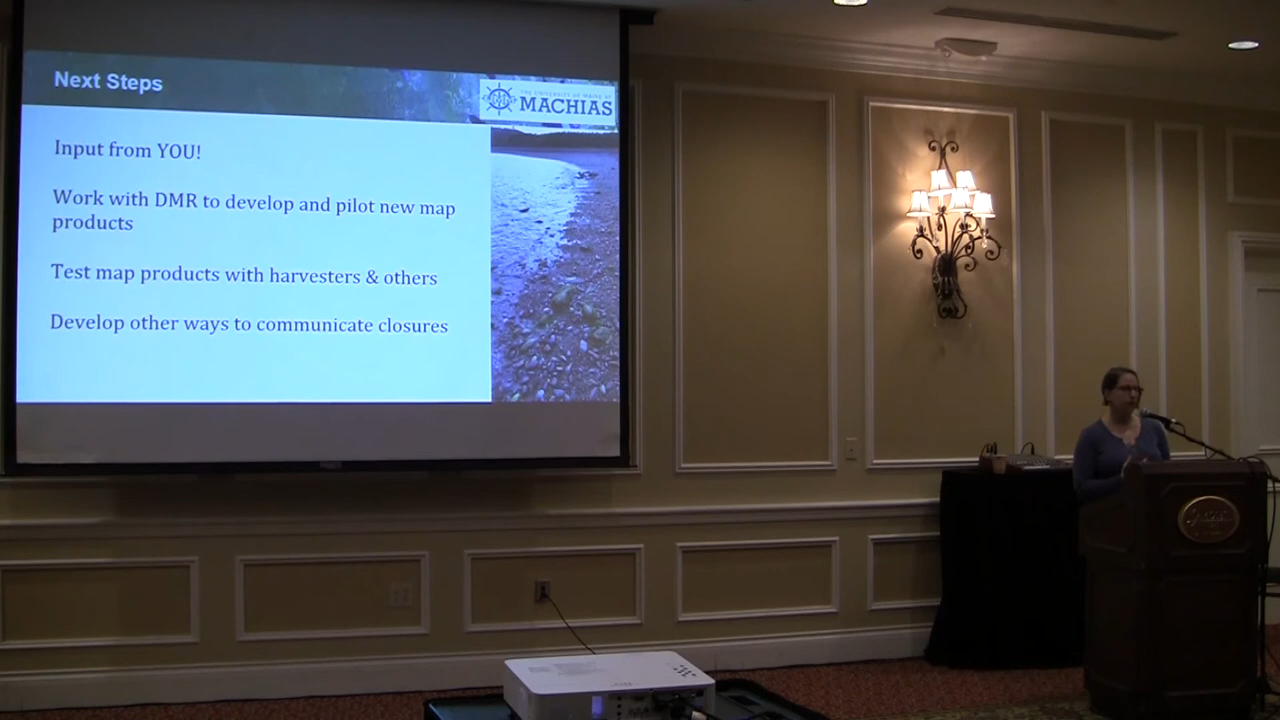 Next Steps
THE UNIVERSITY OF MAINE AT
MACHIAS
Input from YOU!
Work with DMR to develop and pilot new map
products
Test map products with harvesters & others
Develop other ways to communicate closures